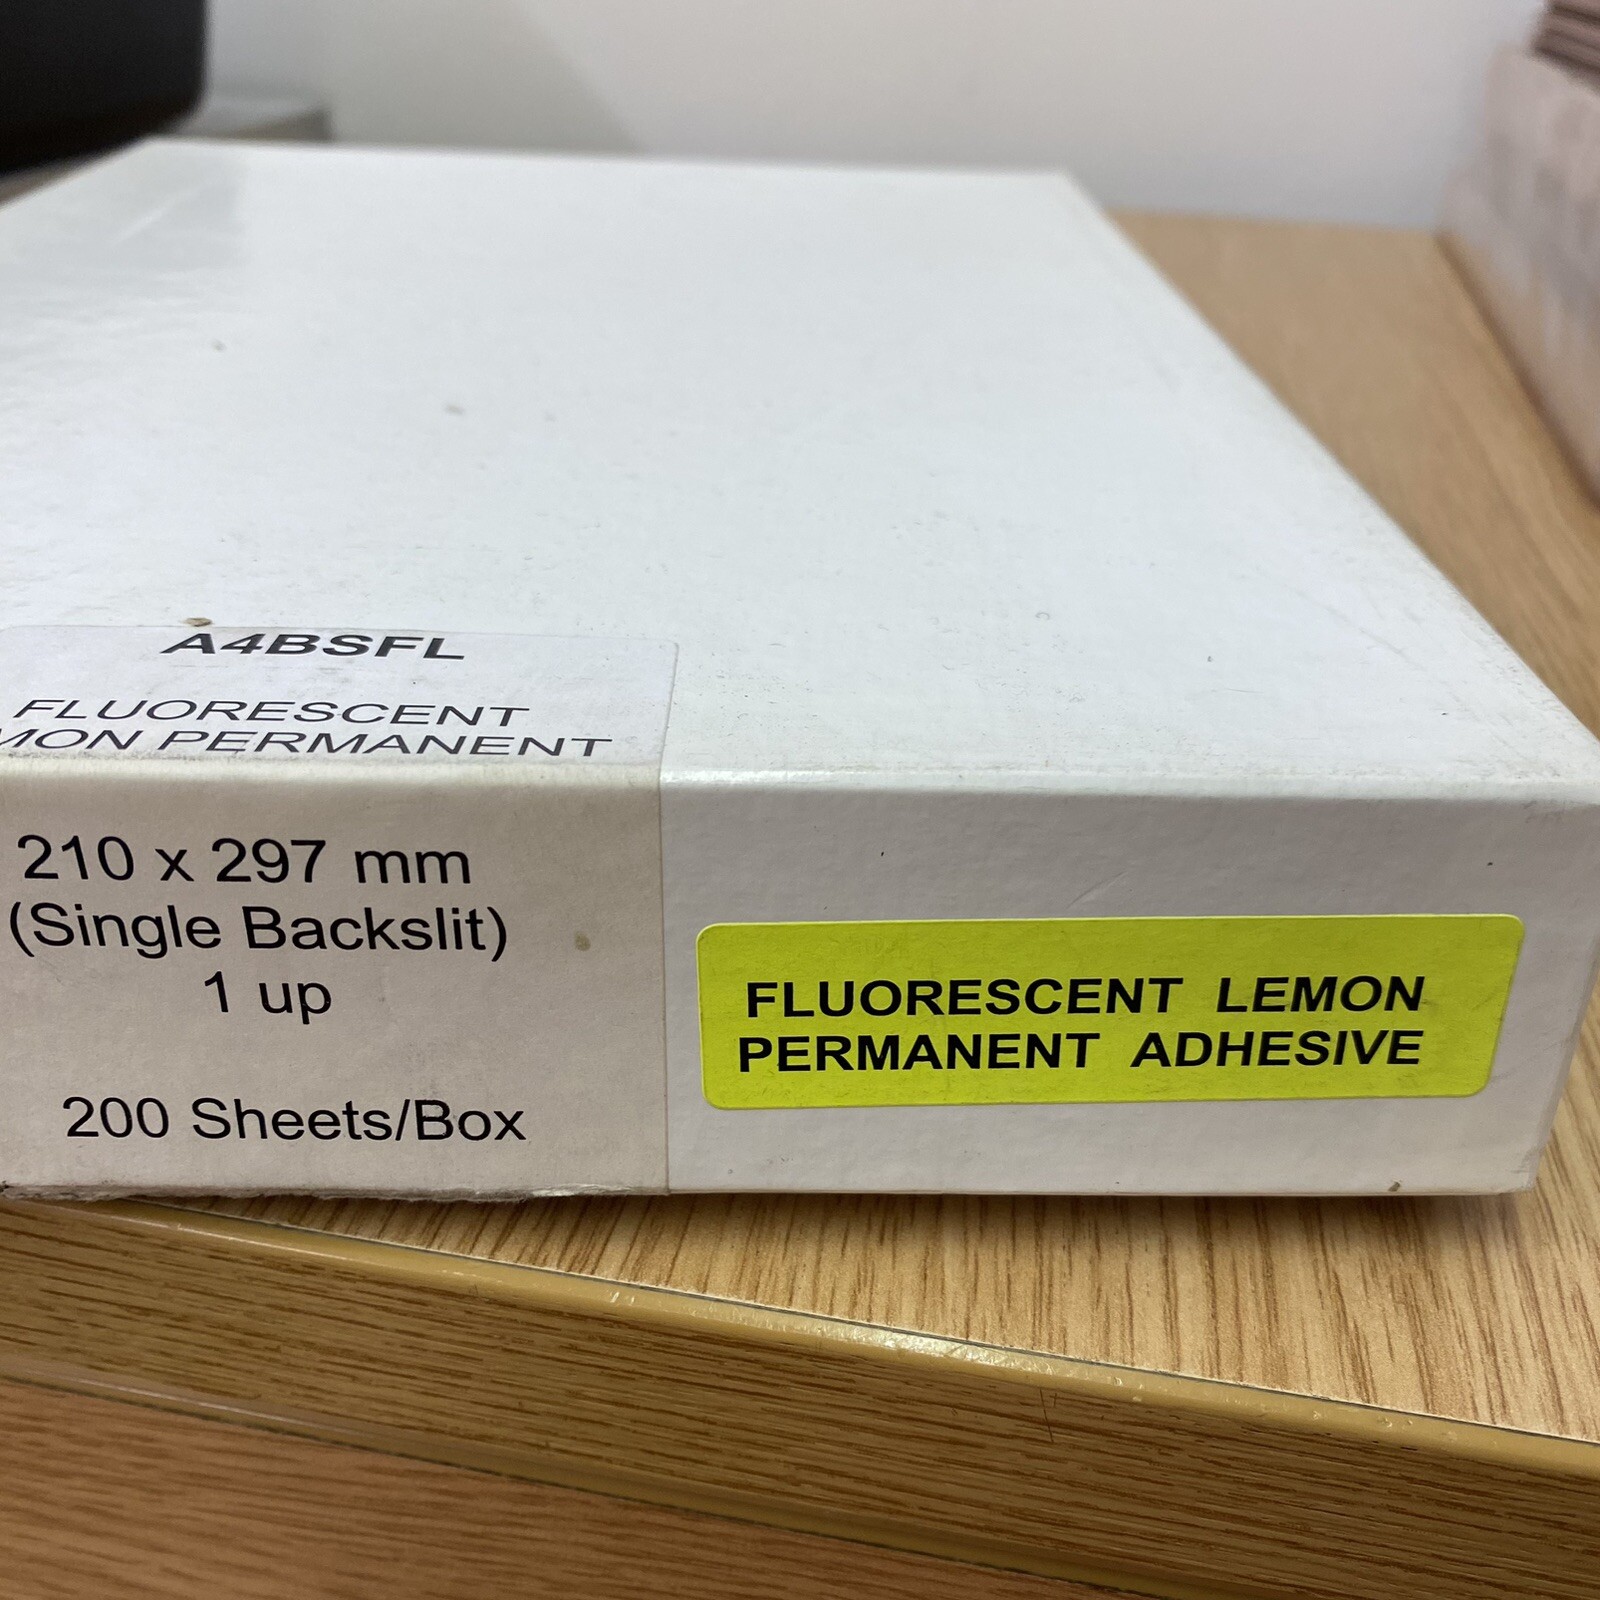 A4BSFL
FLUORESCENT
MON PERMANENT
210 x 297 mm
(Single Backslit)
1 up
200 Sheets/Box
FLUORESCENT LEMON
PERMANENT ADHESIVE